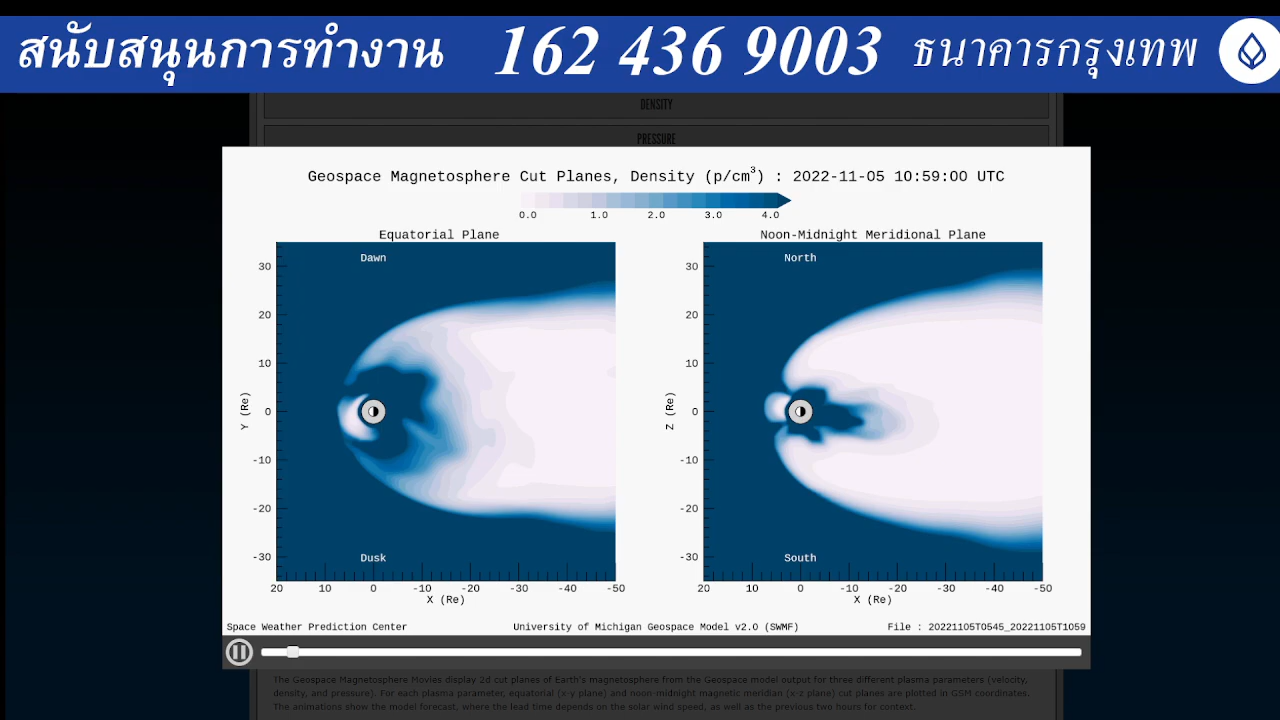 สนับสนุนการทำงาน 162 436 9003 ธนาคารกรุงเทพ
DENSITY
PRESSURE
Geospace Magnetosphere Cut Planes, Density (p/cm³) : 2022-11-05 10:59:00 UTC
0.0 1.0 2.0 3.0 4.0
Equatorial Plane
Noon-Midnight Meridional Plane
Dawn
North
30 20 10 0 -10 -20 -30
Y (Re)
30 20 10 0 -10 -20 -30
Z (Re)
Dusk
South
20 10 0 -10 -20 -30 -40 -50
20 10 0 -10 -20 -30 -40 -50
X (Re)
X (Re)
Space Weather Prediction Center
University of Michigan Geospace Model v2.0 (SWMF)
File : 20221105T0545_20221105T1059
The Geospace Magnetosphere Movies display 2d cut planes of Earth's magnetosphere from the Geospace model output for three different plasma parameters (velocity,
density, and pressure). For each plasma parameter, equatorial (x-y plane) and noon-midnight magnetic meridian (x-z plane) cut planes are plotted in GSM coordinates.
The animations show the model forecast, where the lead time depends on the solar wind speed, as well as the previous two hours for context.